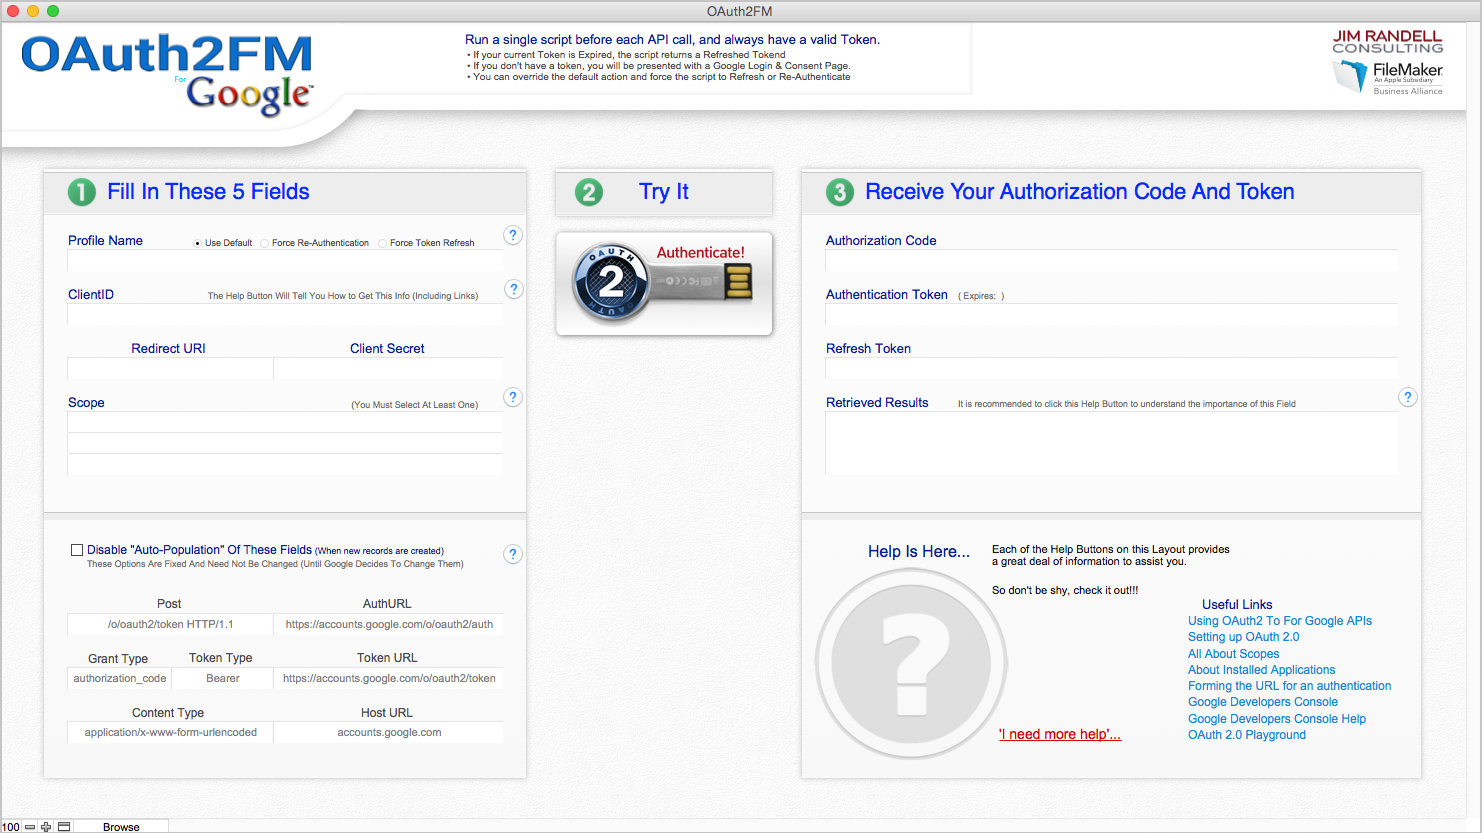 OAuth2FM
OAuth2FM
For
Google™
Run a single script before each API call, and always have a valid Token.
• If your current Token is Expired, the script returns a Refreshed Tokend
• If you don't have a token, you will be presented with a Google Login & Consent Page.
• You can override the default action and force the script to Refresh or Re-Authenticate
JIM RANDELL
CONSULTING
FileMaker
An Apple Subsidiary
Business Alliance
1 Fill In These 5 Fields
Profile Name Use Default Force Re-Authentication Force Token Refresh ?
ClientID The Help Button Will Tell You How to Get This Info (Including Links) ?
Redirect URI Client Secret
Scope (You Must Select At Least One) ?
Disable "Auto-Population" Of These Fields (When new records are created) ?
These Options Are Fixed And Need Not Be Changed (Until Google Decides To Change Them)
Post AuthURL
/o/oauth2/token HTTP/1.1 https://accounts.google.com/o/oauth2/auth
Grant Type Token Type Token URL
authorization_code Bearer https://accounts.google.com/o/oauth2/token
Content Type Host URL
application/x-www-form-urlencoded accounts.google.com
2 Try It
Authenticate!
OAUTH
2
OAUTH
3 Receive Your Authorization Code And Token
Authorization Code
Authentication Token ( Expires: )
Refresh Token
Retrieved Results It is recommended to click this Help Button to understand the importance of this Field ?
Help Is Here...
?
Each of the Help Buttons on this Layout provides
a great deal of information to assist you.
So don't be shy, check it out!!!
'I need more help'...
Useful Links
Using OAuth2 To For Google APIs
Setting up OAuth 2.0
All About Scopes
About Installed Applications
Forming the URL for an authentication
Google Developers Console
Google Developers Console Help
OAuth 2.0 Playground
100 Browse